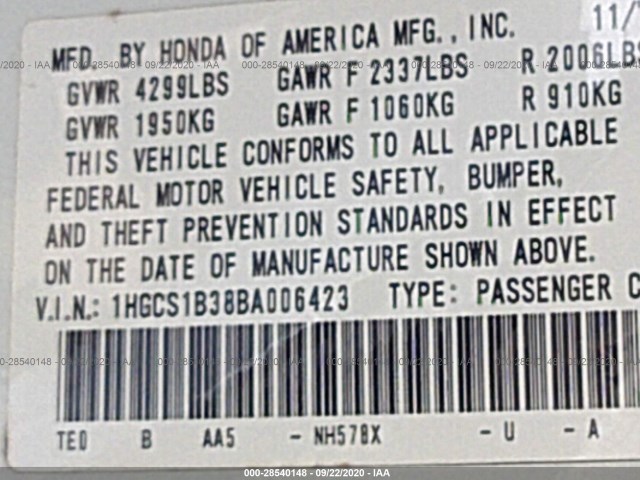 MFD. BY HONDA OF AMERICA MFG., INC. 11/
GVWR 4299LBS GAWR F 2337LBS R 2006LBS
GVWR 1950KG GAWR F 1060KG R 910KG
THIS VEHICLE CONFORMS TO ALL APPLICABLE
FEDERAL MOTOR VEHICLE SAFETY, BUMPER,
AND THEFT PREVENTION STANDARDS IN EFFECT
ON THE DATE OF MANUFACTURE SHOWN ABOVE.
V.I.N.: 1HGCS1B38BA006423 TYPE: PASSENGER C
TE0 B AA5 - NH578X - U - A
000-28540148 - 09/22/2020 - IAA